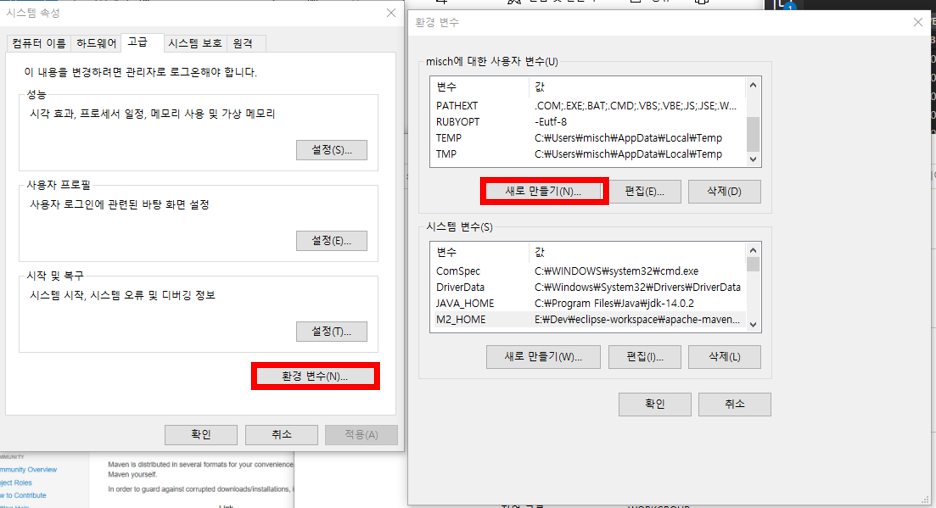 시스템 속성
컴퓨터 이름 하드웨어 고급 시스템 보호 원격
이 내용을 변경하려면 관리자로 로그온해야 합니다.
성능
시각 효과, 프로세서 일정, 메모리 사용 및 가상 메모리
설정(S)...
사용자 프로필
사용자 로그인에 관련된 바탕 화면 설정
설정(E)...
시작 및 복구
시스템 시작, 시스템 오류 및 디버깅 정보
설정(T)...
환경 변수(N)...
확인 취소 적용(A)
mmunity Overview
ject Roles
w to Contribute
Maven is distributed in several formats for your convenience.
Maven yourself.
In order to guard against corrupted downloads/installations, i
Link
환경 변수
misch에 대한 사용자 변수(U)
변수 값
PATHEXT .COM;.EXE;.BAT;.CMD;.VBS;.VBE;.JS;.JSE;.W...
RUBYOPT -Eutf-8
TEMP C:₩Users₩misch₩AppData₩Local₩Temp
TMP C:₩Users₩misch₩AppData₩Local₩Temp
새로 만들기(N)... 편집(E)... 삭제(D)
시스템 변수(S)
변수 값
ComSpec C:₩WINDOWS₩system32₩cmd.exe
DriverData C:₩Windows₩System32₩Drivers₩DriverData
JAVA_HOME C:₩Program Files₩Java₩jdk-14.0.2
M2_HOME E:₩Dev₩eclipse-workspace₩apache-maven...
새로 만들기(W)... 편집(I)... 삭제(L)
확인 취소
1
WORKGROUP